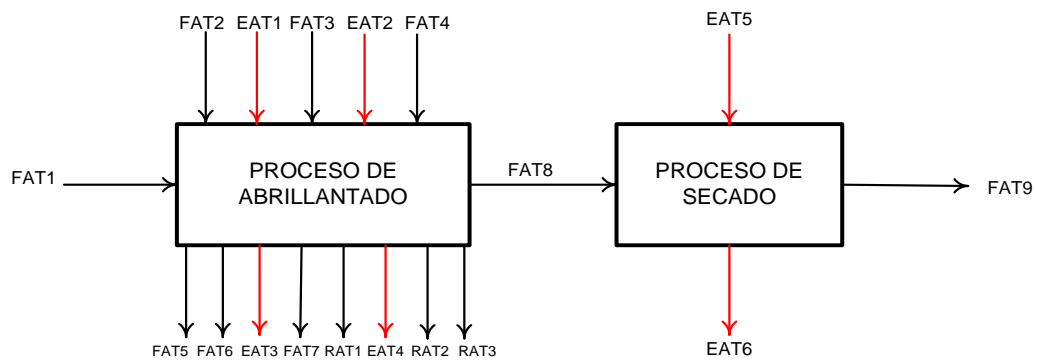 FAT2 EAT1 FAT3 EAT2 FAT4 EAT5
FAT1
PROCESO DE
ABRILLANTADO
FAT8
PROCESO DE
SECADO
FAT9
FAT5 FAT6 EAT3 FAT7 RAT1 EAT4 RAT2 RAT3 EAT6